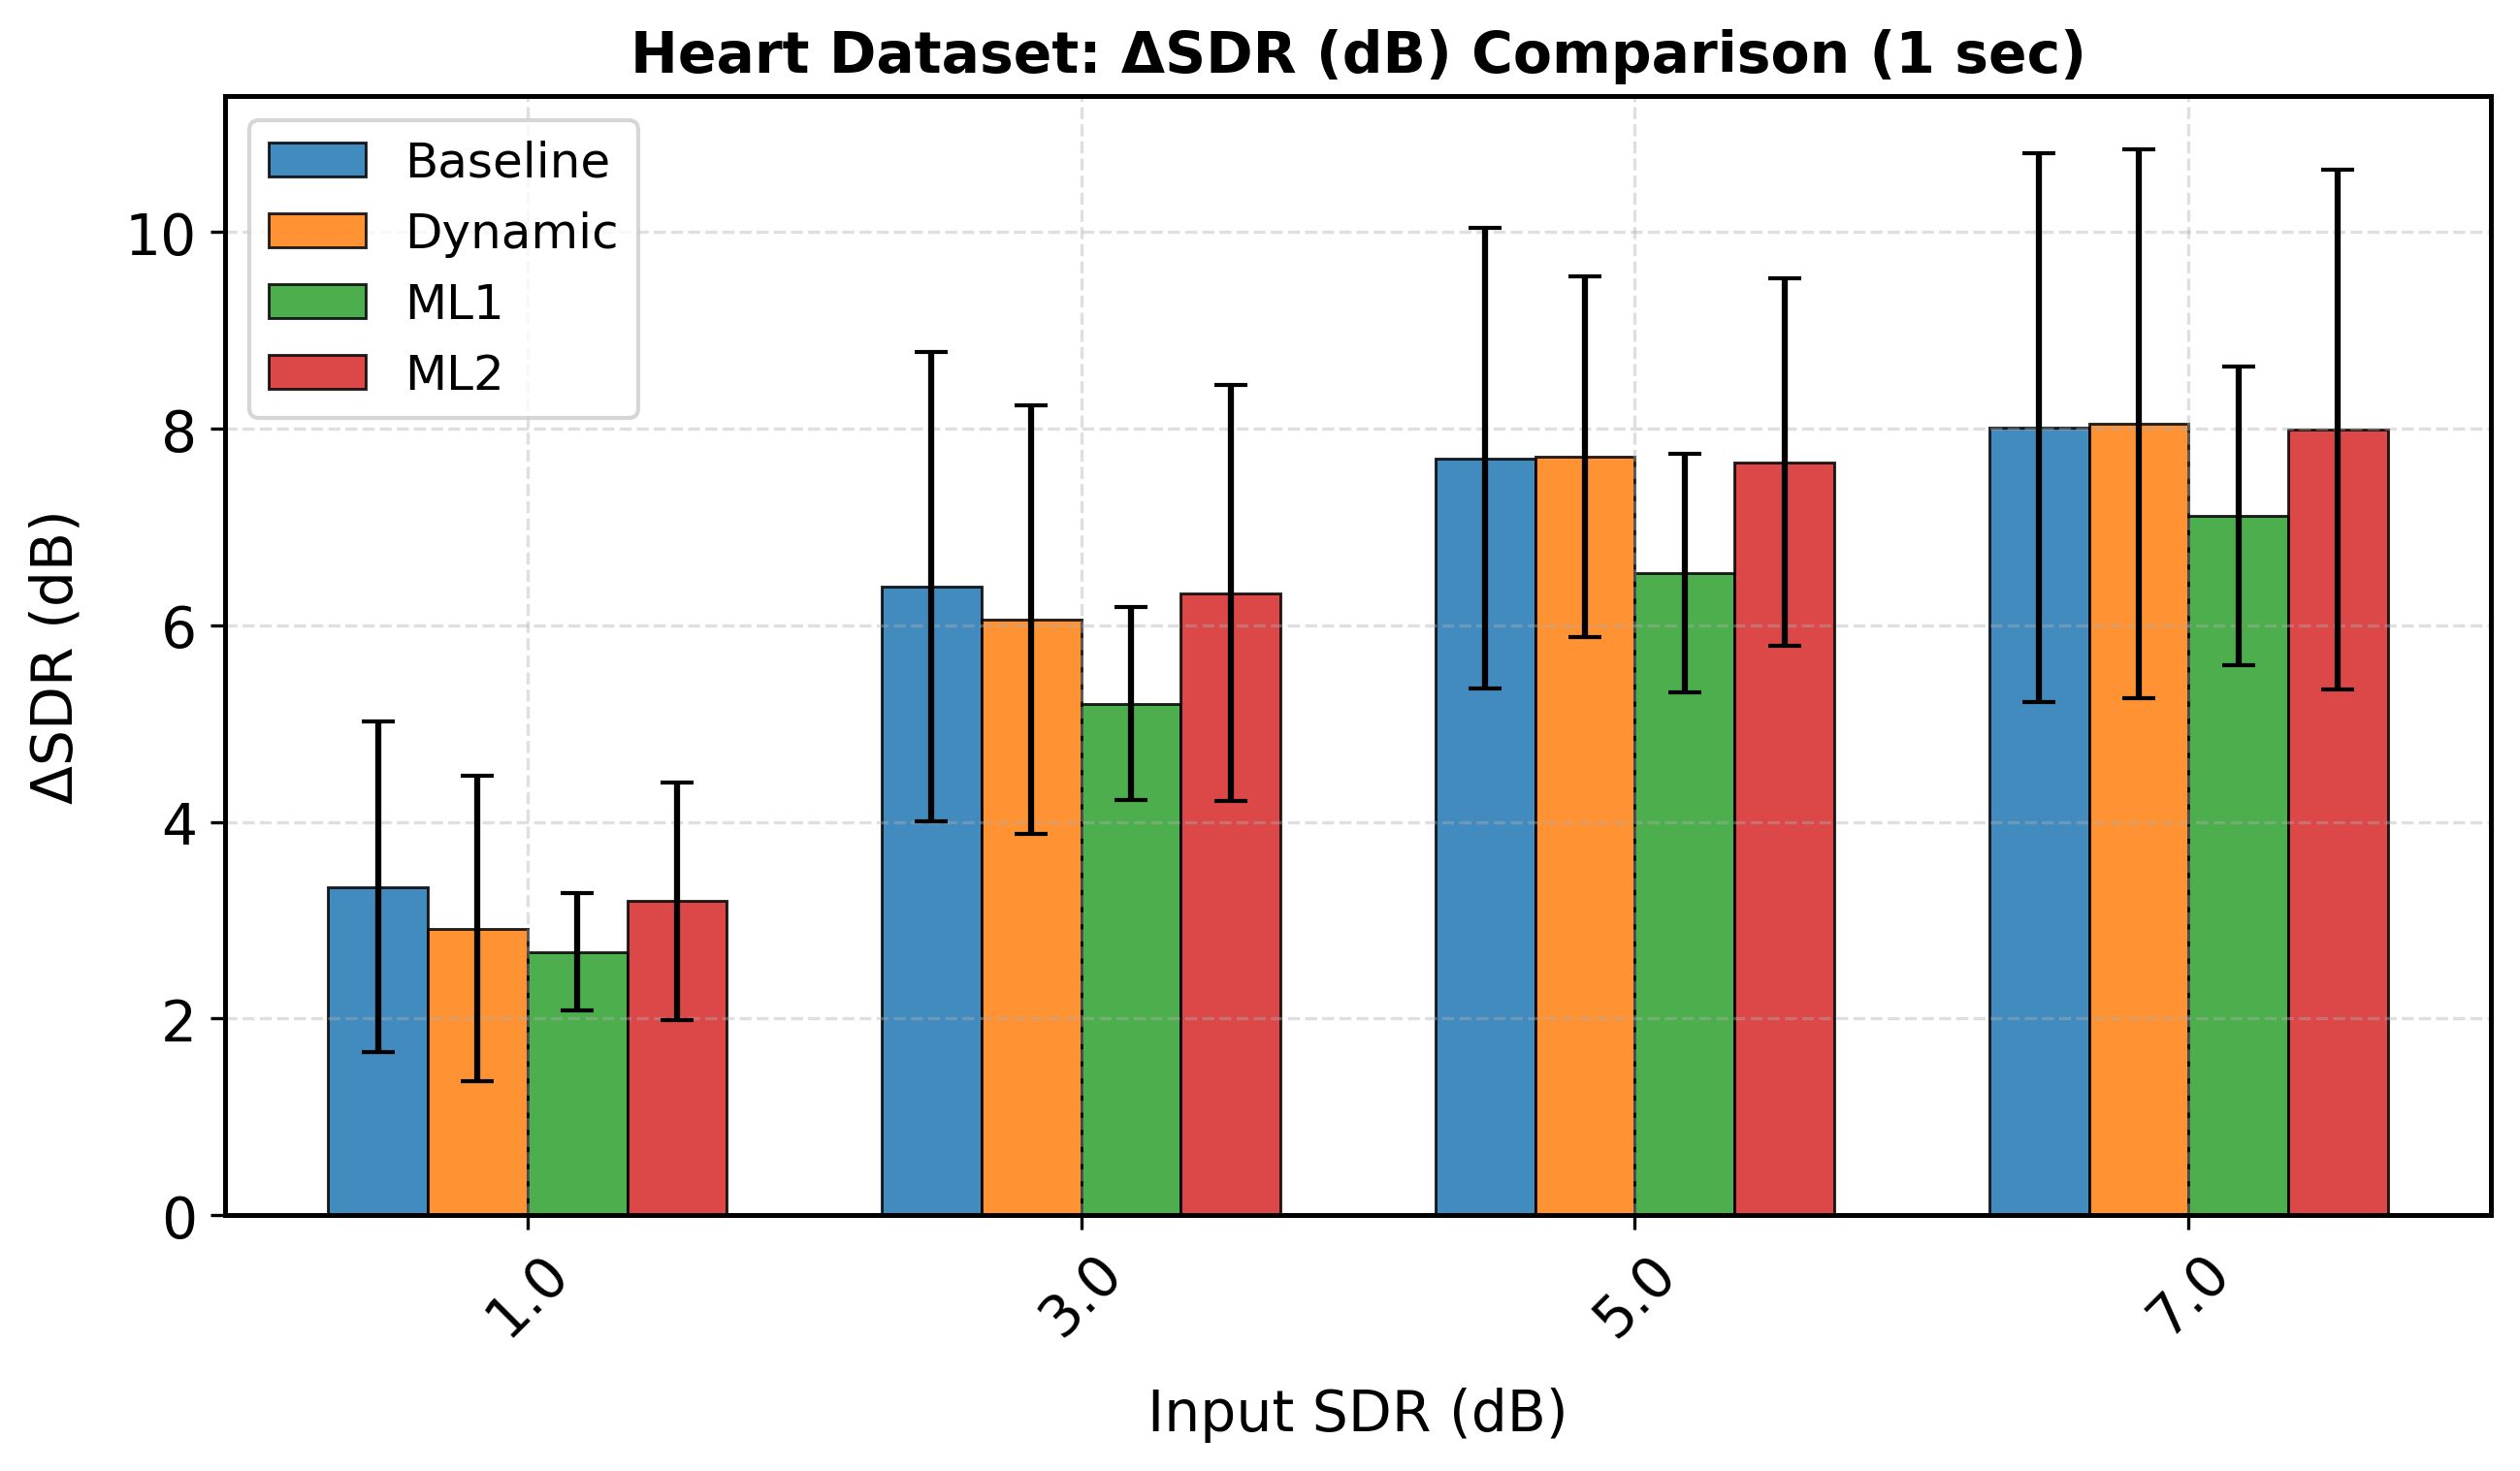 Heart Dataset: ΔSDR (dB) Comparison (1 sec)
Baseline
Dynamic
ML1
ML2
ΔSDR (dB)
10
8
6
4
2
0
1.0
3.0
5.0
7.0
Input SDR (dB)